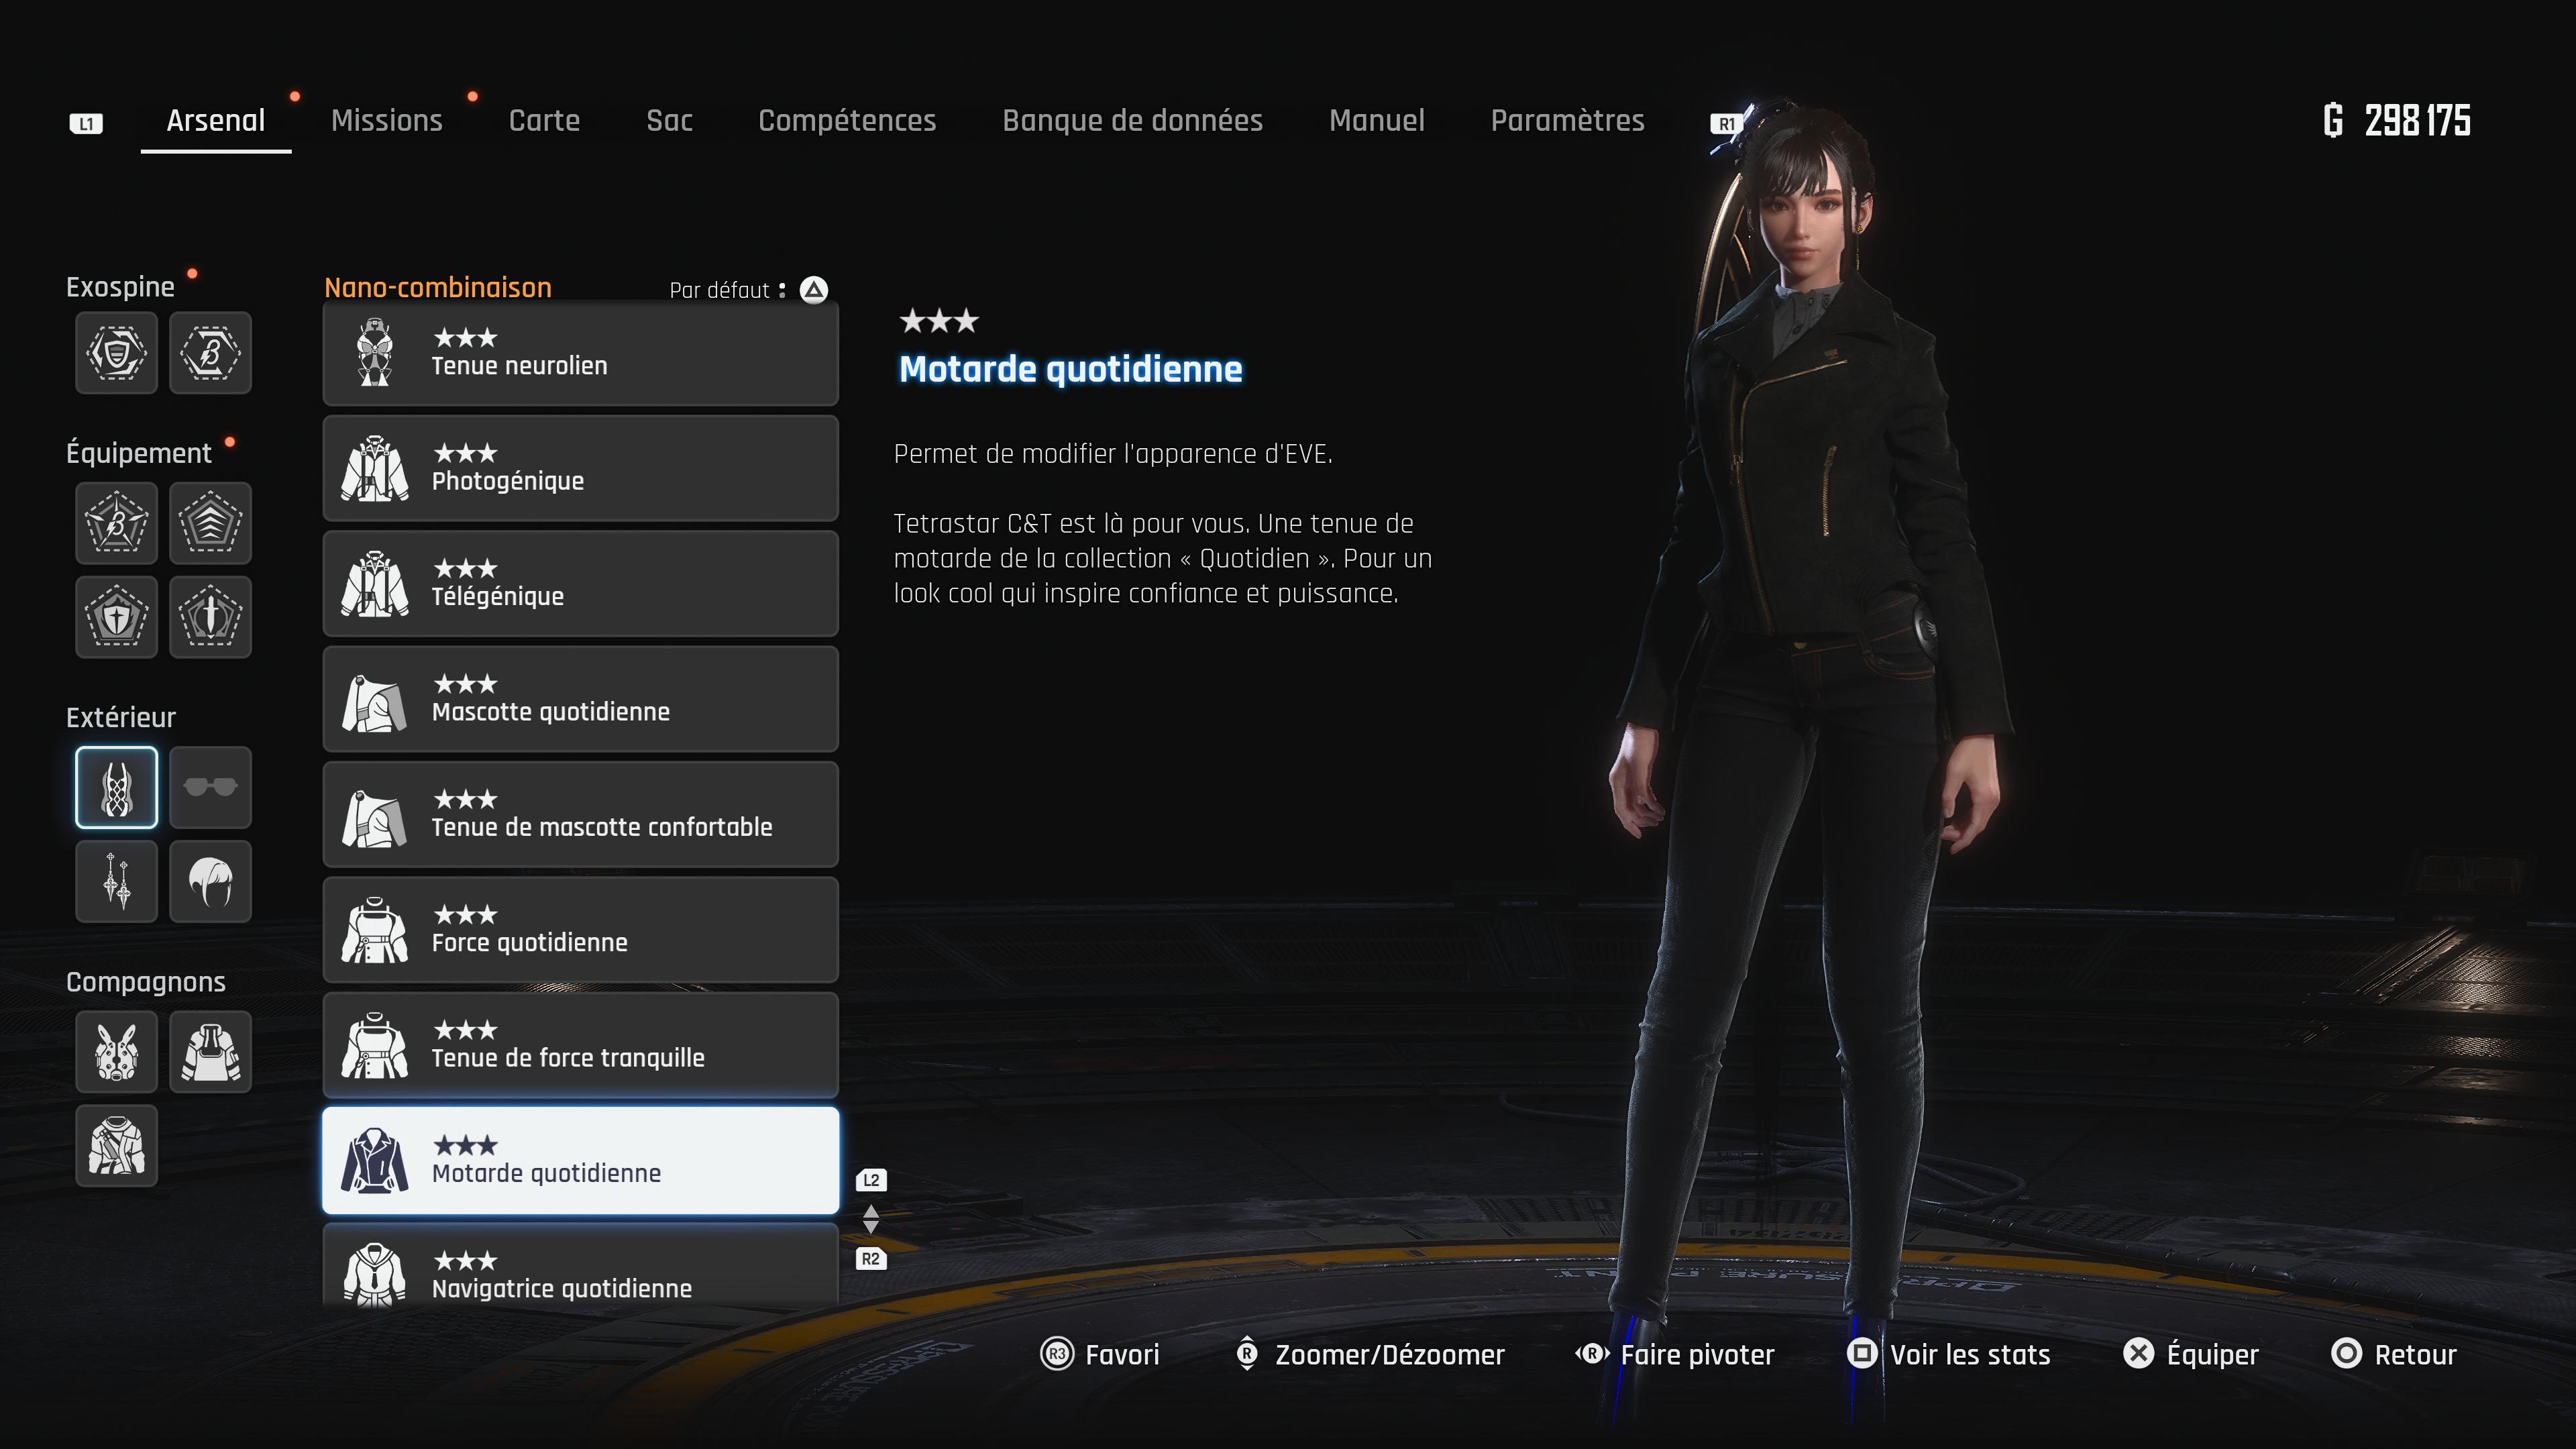 L1 Arsenal Missions Carte Sac Compétences Banque de données Manuel Paramètres R1
G 298 175
Exospine
Équipement
Extérieur
Compagnons
Nano-combinaison
Par défaut :
Tenue neurolien
Photogénique
Télégénique
Mascotte quotidienne
Tenue de mascotte confortable
Force quotidienne
Tenue de force tranquille
Motarde quotidienne
Navigatrice quotidienne
L2
R2
Motarde quotidienne
Permet de modifier l'apparence d'EVE.
Tetrastar C&T est là pour vous. Une tenue de
motarde de la collection « Quotidien ». Pour un
look cool qui inspire confiance et puissance.
R3 Favori R Zoomer/Dézoomer R Faire pivoter Voir les stats Équiper Retour